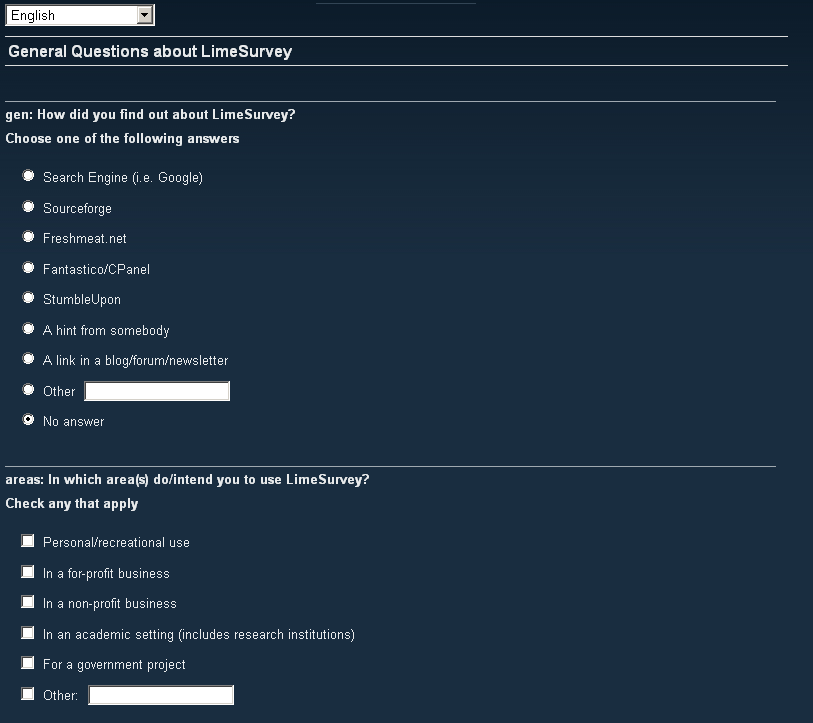 English
General Questions about LimeSurvey
gen: How did you find out about LimeSurvey?
Choose one of the following answers
Search Engine (i.e. Google)
Sourceforge
Freshmeat.net
Fantastico/CPanel
StumbleUpon
A hint from somebody
A link in a blog/forum/newsletter
Other
No answer
areas: In which area(s) do/intend you to use LimeSurvey?
Check any that apply
Personal/recreational use
In a for-profit business
In a non-profit business
In an academic setting (includes research institutions)
For a government project
Other: